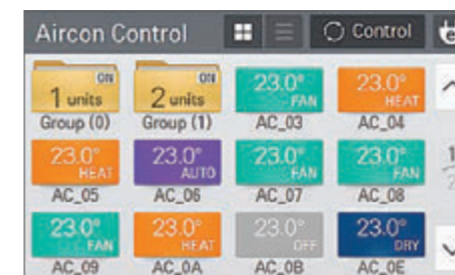 Aircon Control Control
ON ON 23.0° 23.0°
1 units 2 units FAN HEAT
Group (0) Group (1) AC_03 AC_04
23.0° 23.0° 23.0° 23.0°
HEAT AUTO FAN FAN
AC_05 AC_06 AC_07 AC_08
23.0° 23.0° 23.0° 23.0°
FAN HEAT OFF DRY
AC_09 AC_0A AC_0B AC_0E